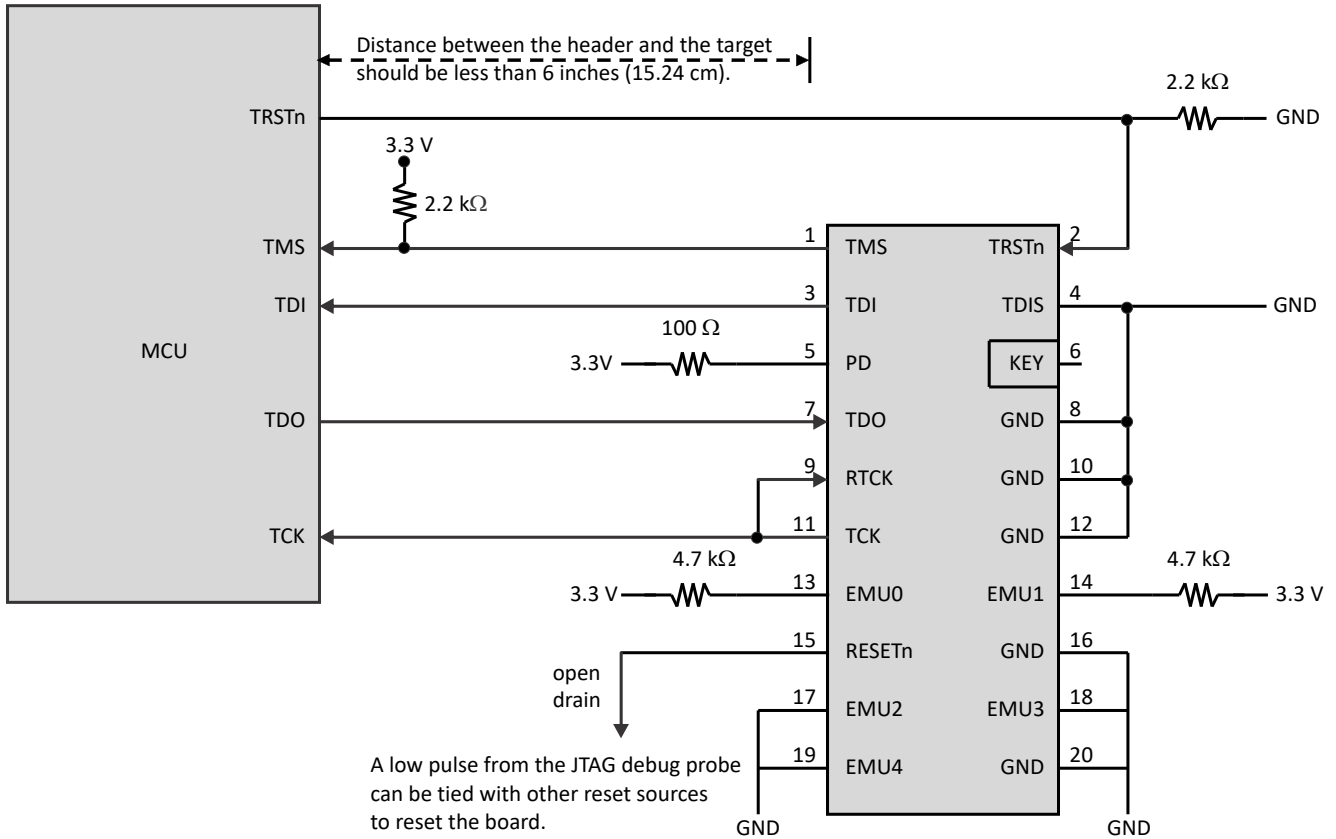 Distance between the header and the target
should be less than 6 inches (15.24 cm).
2.2 kΩ
TRSTn
GND
3.3 V
2.2 kΩ
TMS
1
TMS
TRSTn
2
TDI
3
TDI
TDIS
4
GND
MCU
100 Ω
3.3V
5
PD
KEY
6
TDO
7
TDO
GND
8
9
RTCK
GND
10
TCK
11
TCK
GND
12
4.7 kΩ
3.3 V
13
EMU0
EMU1
14
4.7 kΩ
3.3 V
15
RESETn
GND
16
open
drain
17
EMU2
EMU3
18
A low pulse from the JTAG debug probe
can be tied with other reset sources
to reset the board.
19
EMU4
GND
20
GND
GND